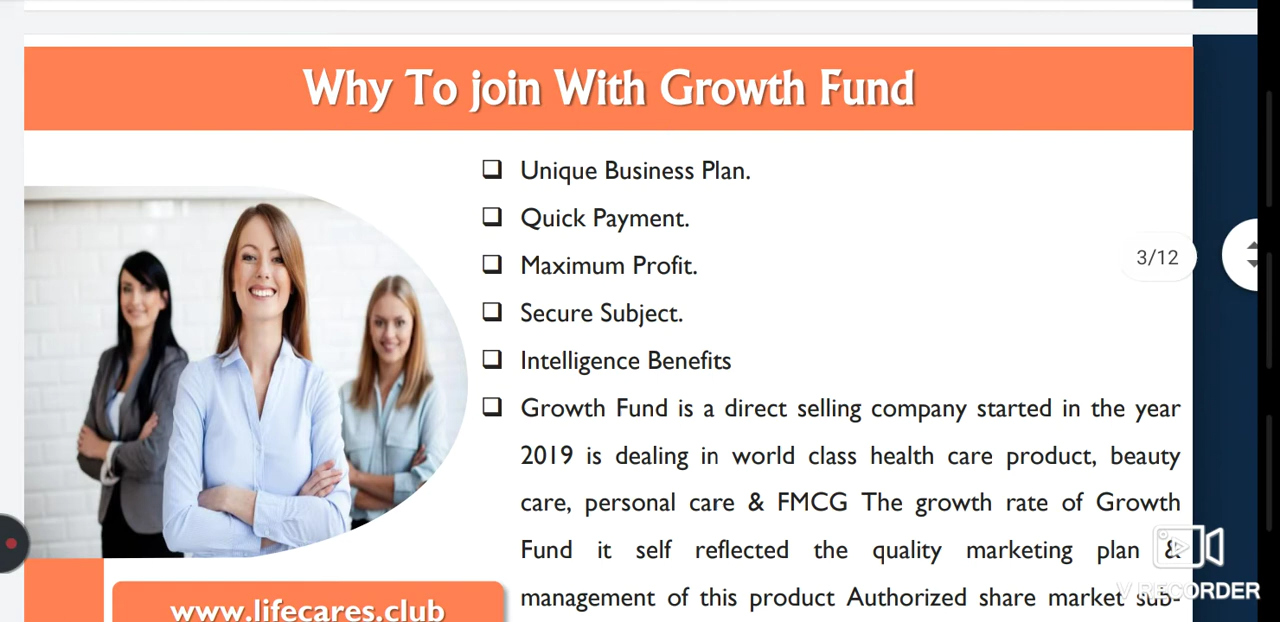 Why To join With Growth Fund
Unique Business Plan.
Quick Payment.
Maximum Profit.
Secure Subject.
Intelligence Benefits
Growth Fund is a direct selling company started in the year
2019 is dealing in world class health care product, beauty
care, personal care & FMCG The growth rate of Growth
Fund it self reflected the quality marketing plan &
management of this product Authorized share market sub-
3/12
www.lifecares.club
V RECORDER